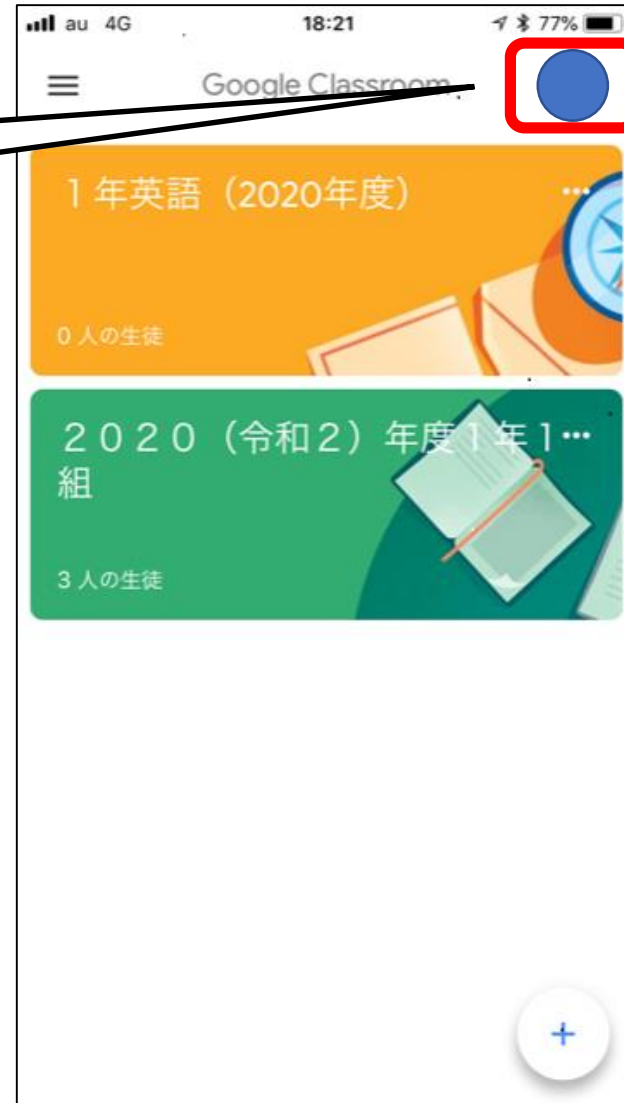 au 4G 18:21 77%
Google Classroom
1年英語（2020年度）
0 人の生徒
２０２０（令和２）年度１年１
組
3 人の生徒